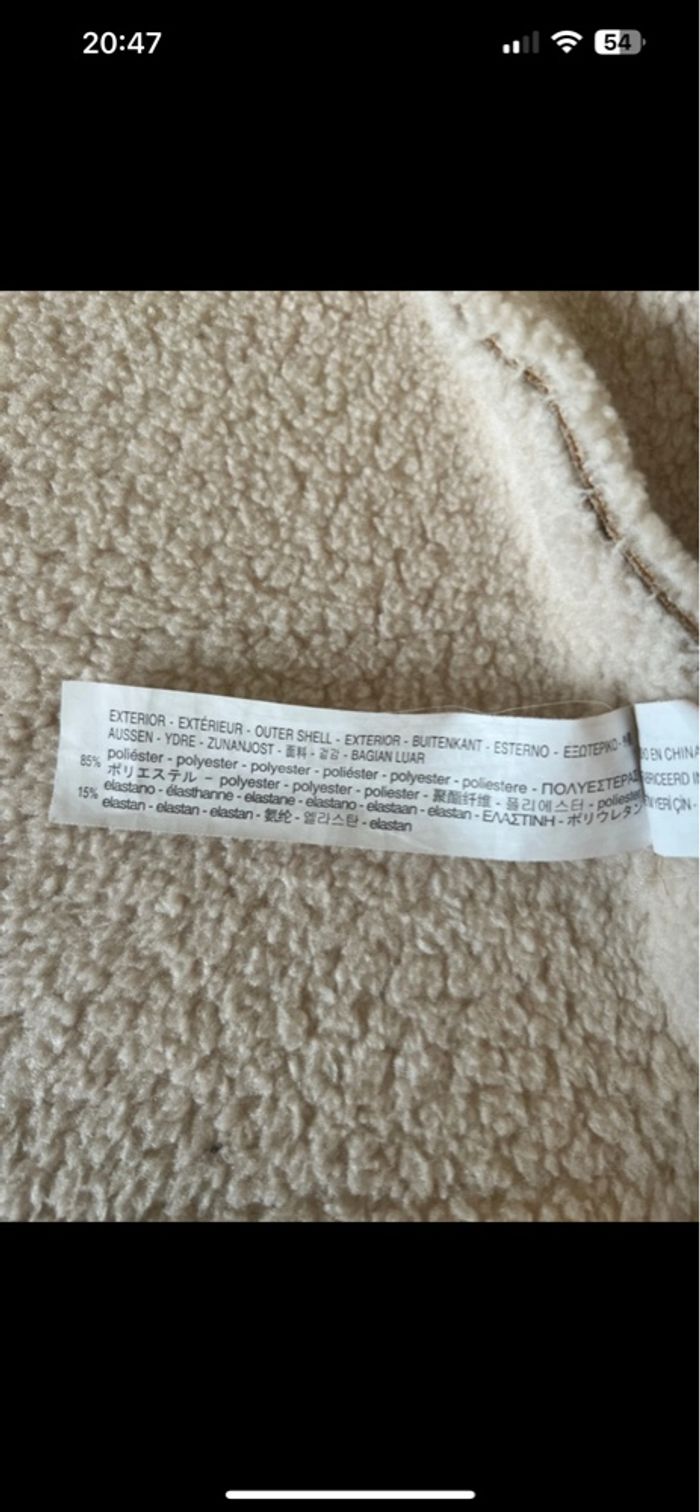 20:47
54
EXTERIOR - EXTÉRIEUR - OUTER SHELL - EXTERIOR - BUITENKANT - ESTERNO - ΕΞΩΤΕΡΙΚΟ -
AUSSEN - YDRE - ZUNANJOST - 面料 - 겉감 - BAGIAN LUAR
85% poliéster - polyester - polyester - poliéster - polyester - poliestere - ΠΟΛΥΕΣΤΕΡΑΣ
ポリエステル - polyester - polyester - poliester - 聚酯纤维 - 폴리에스터 - poliester
15% elastano - élasthanne - elastane - elastano - elastaan - elastan - ΕΛΑΣΤΙΝΗ - ポリウレタン
elastan - elastan - elastan - 氨纶 - 엘라스탄 - elastan
EN CHINA